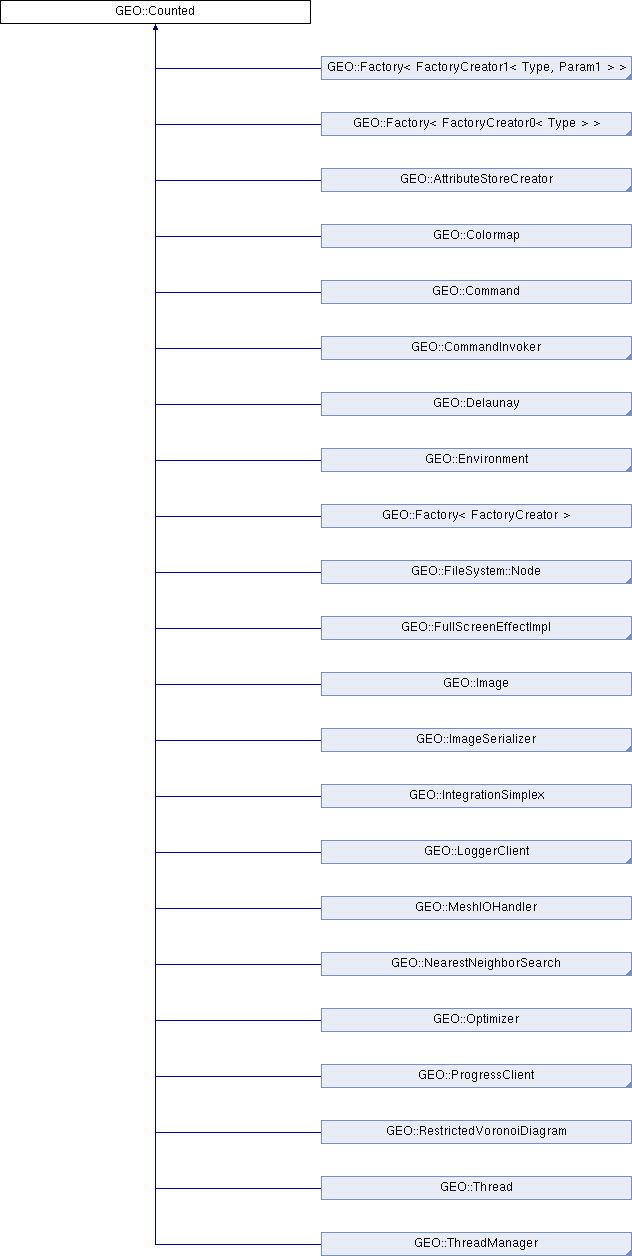 GEO::Counted
GEO::Factory< FactoryCreator1< Type, Param1 > >
GEO::Factory< FactoryCreator0< Type > >
GEO::AttributeStoreCreator
GEO::Colormap
GEO::Command
GEO::CommandInvoker
GEO::Delaunay
GEO::Environment
GEO::Factory< FactoryCreator >
GEO::FileSystem::Node
GEO::FullScreenEffectImpl
GEO::Image
GEO::ImageSerializer
GEO::IntegrationSimplex
GEO::LoggerClient
GEO::MeshIOHandler
GEO::NearestNeighborSearch
GEO::Optimizer
GEO::ProgressClient
GEO::RestrictedVoronoiDiagram
GEO::Thread
GEO::ThreadManager